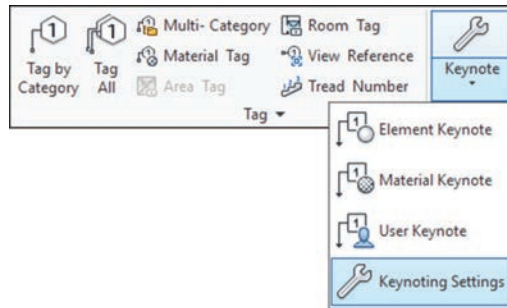 Tag by Category
Tag All
Multi- Category
Material Tag
Area Tag
Room Tag
View Reference
Tread Number
Keynote
Tag
Element Keynote
Material Keynote
User Keynote
Keynoting Settings